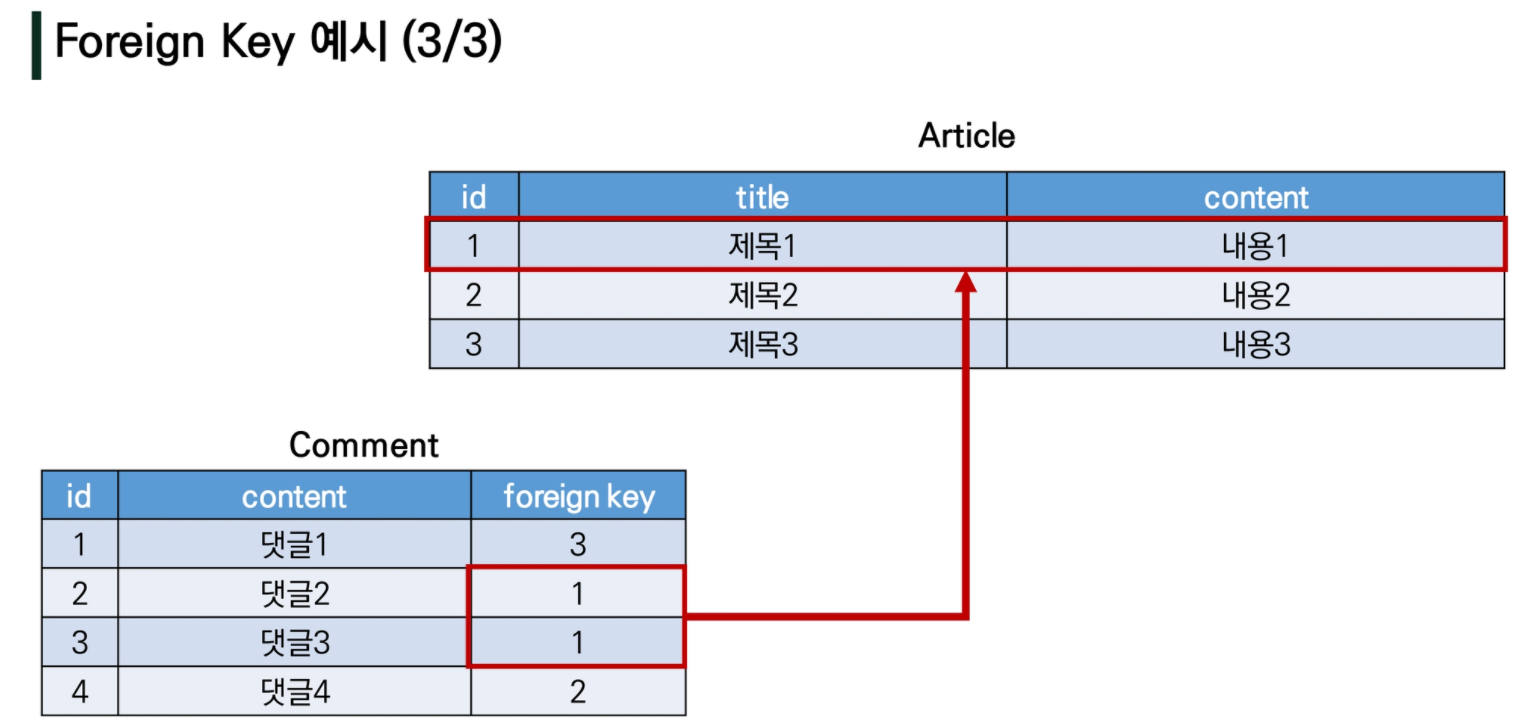 Foreign Key 예시 (3/3)
Article
id title content
1 제목1 내용1
2 제목2 내용2
3 제목3 내용3
Comment
id content foreign key
1 댓글1 3
2 댓글2 1
3 댓글3 1
4 댓글4 2